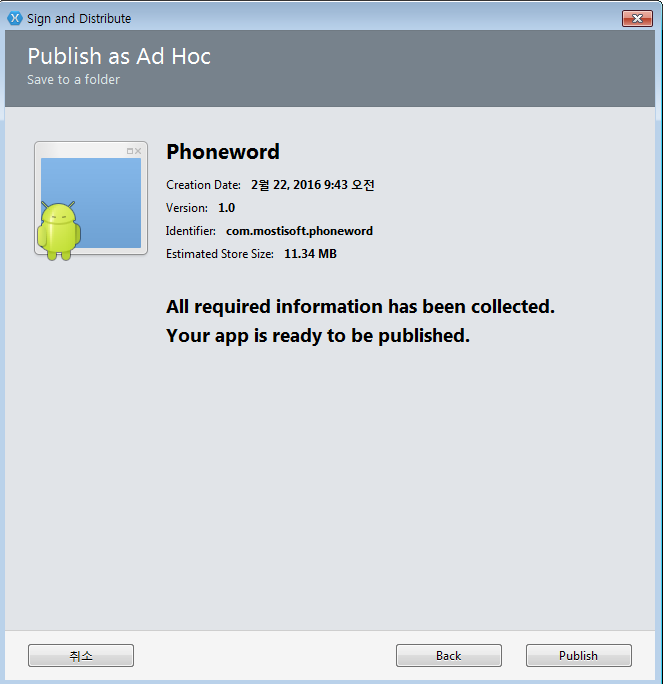 Sign and Distribute
Publish as Ad Hoc
Save to a folder
Phoneword
Creation Date: 2월 22, 2016 9:43 오전
Version: 1.0
Identifier: com.mostisoft.phoneword
Estimated Store Size: 11.34 MB
All required information has been collected.
Your app is ready to be published.
취소 Back Publish